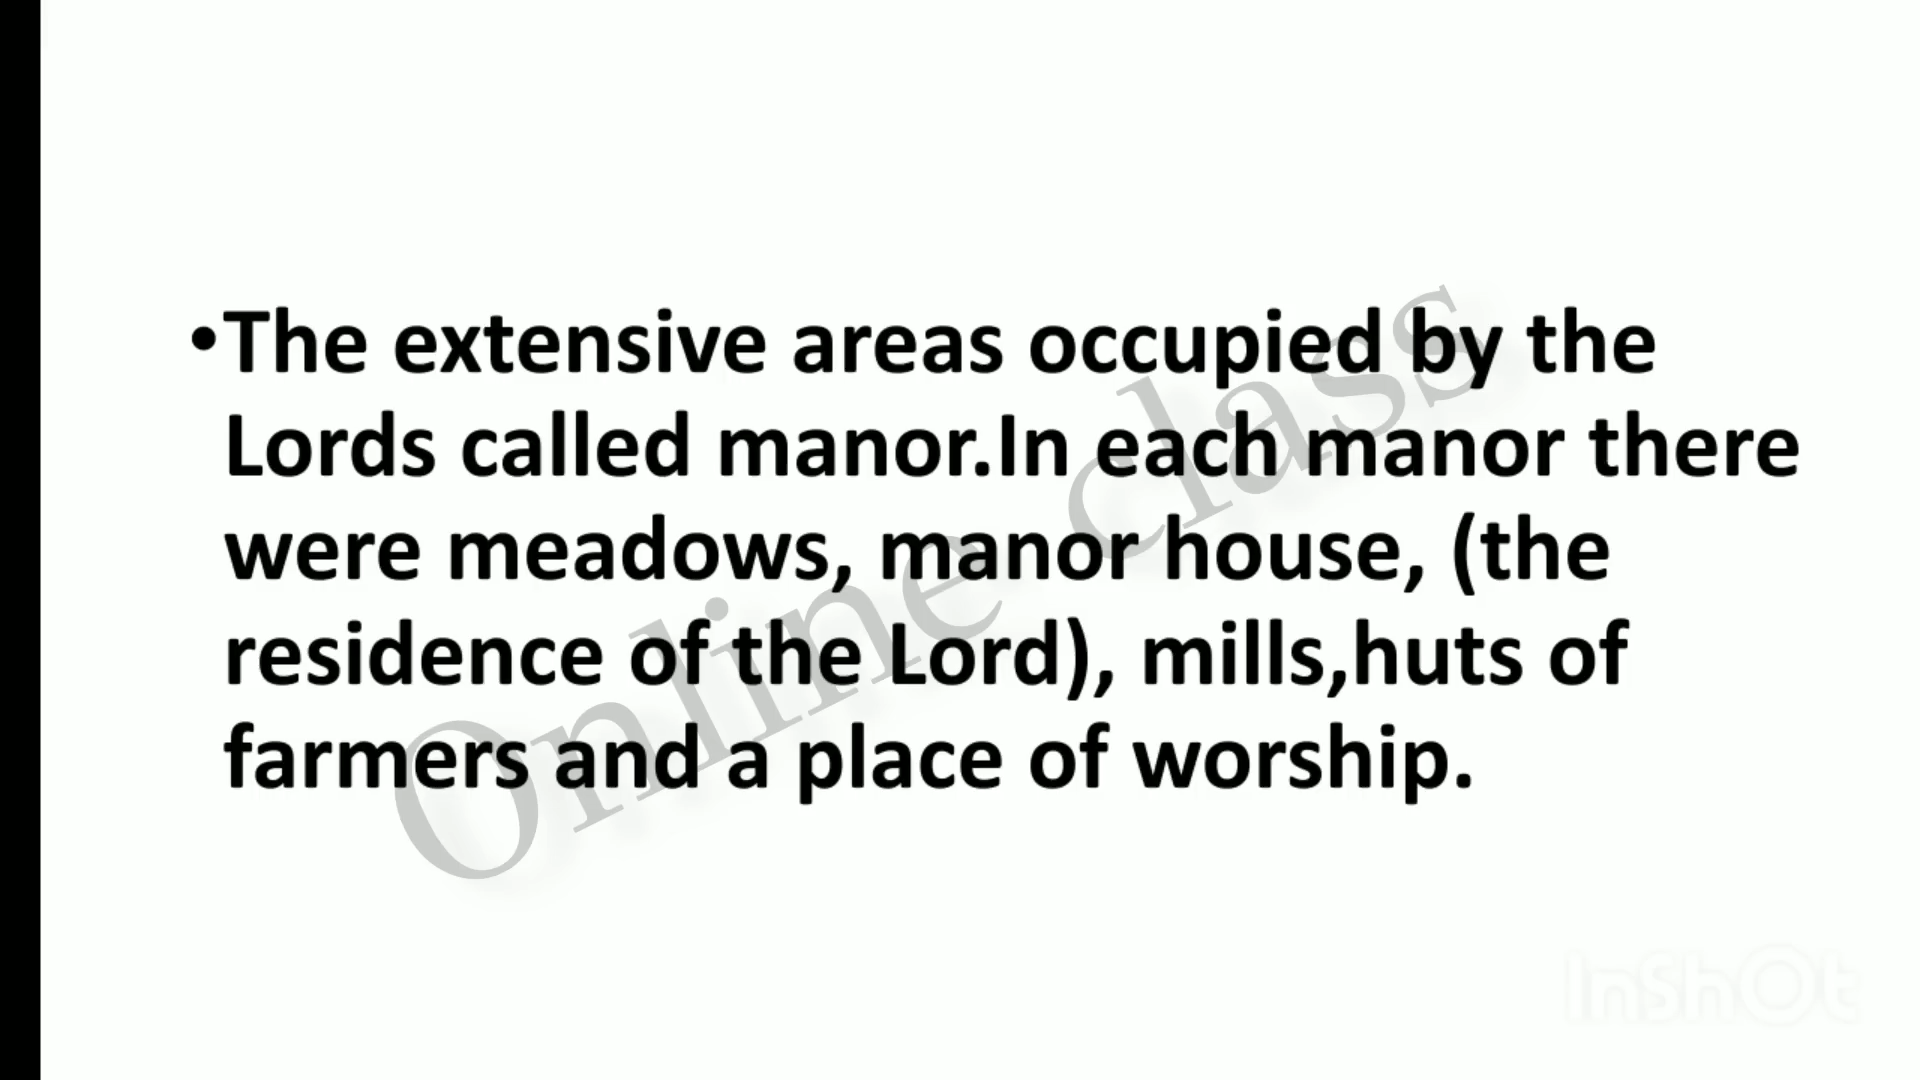 •The extensive areas occupied by the
Lords called manor.In each manor there
were meadows, manor house, (the
residence of the Lord), mills,huts of
farmers and a place of worship.
Online class
InShOt